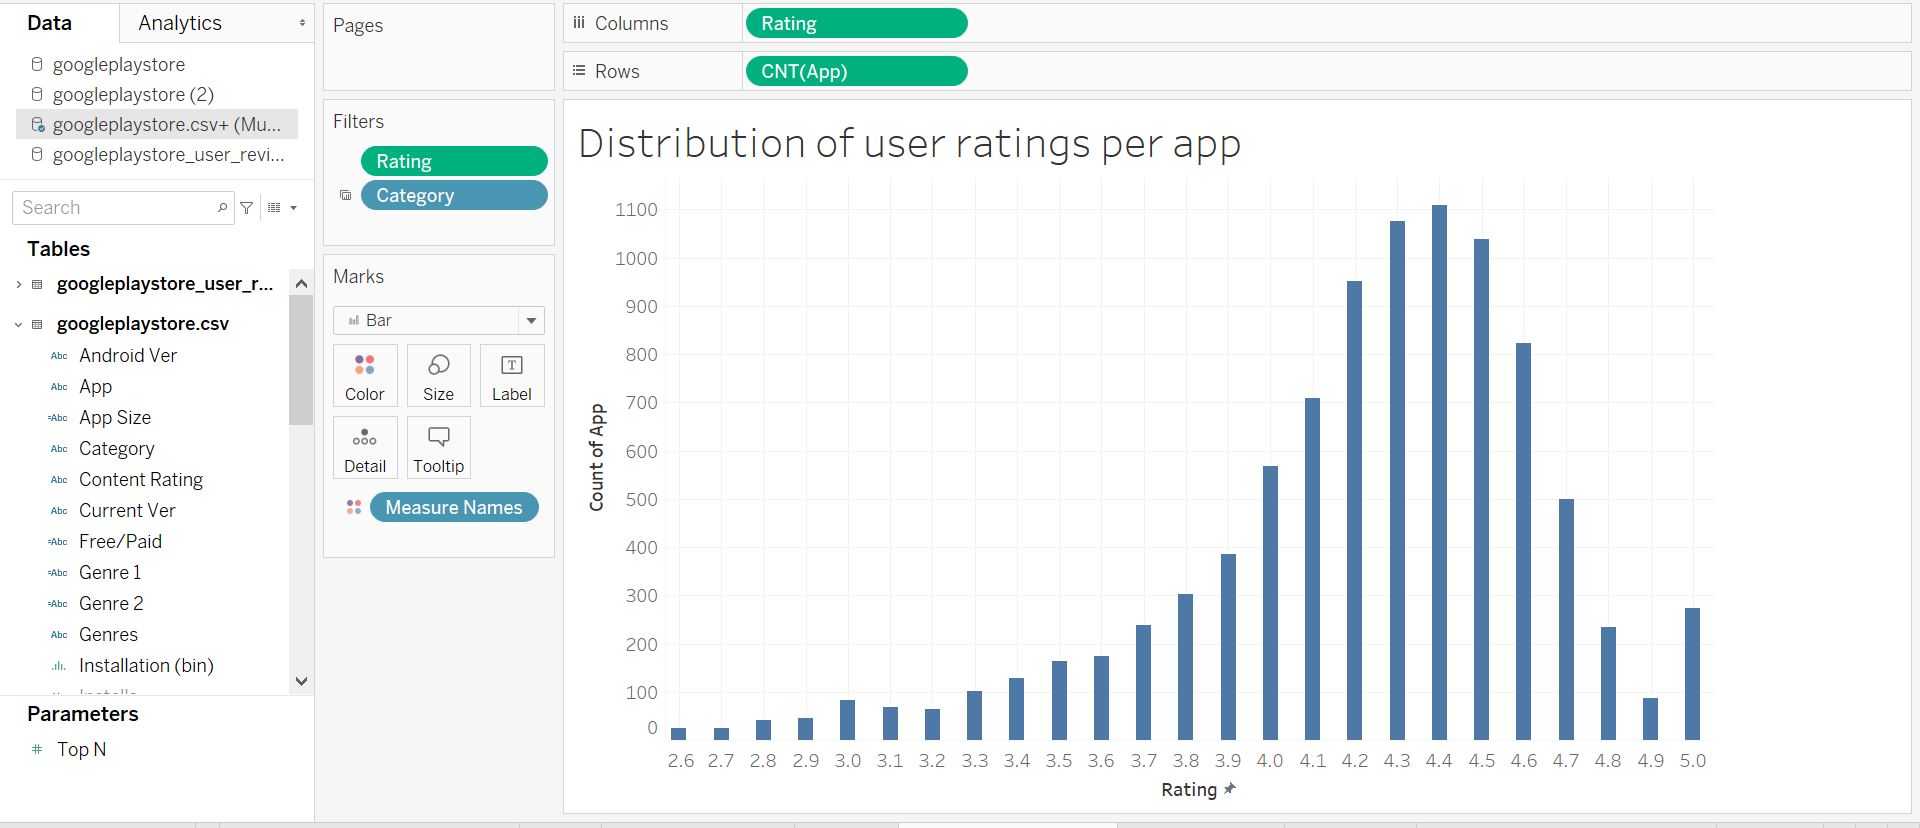 Data
Analytics
googleplaystore
googleplaystore (2)
googleplaystore.csv+ (Mu...
googleplaystore_user_revi...
Search
Tables
googleplaystore_user_r...
googleplaystore.csv
Abc Android Ver
Abc App
=Abc App Size
Abc Category
Abc Content Rating
Abc Current Ver
=Abc Free/Paid
=Abc Genre 1
=Abc Genre 2
Abc Genres
Installation (bin)
Parameters
# Top N
Pages
Filters
Rating
Category
Marks
Bar
Color
Size
T
Label
Detail
Tooltip
Measure Names
Columns
Rating
Rows
CNT(App)
Distribution of user ratings per app
1100
1000
900
800
700
600
500
400
300
200
100
0
Count of App
2.6 2.7 2.8 2.9 3.0 3.1 3.2 3.3 3.4 3.5 3.6 3.7 3.8 3.9 4.0 4.1 4.2 4.3 4.4 4.5 4.6 4.7 4.8 4.9 5.0
Rating